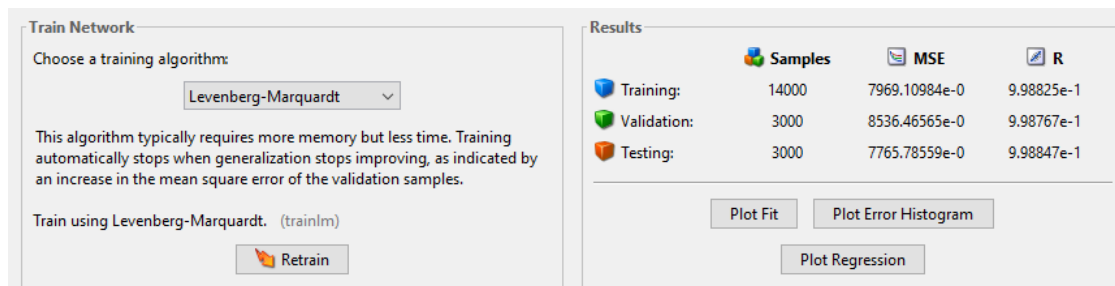 Train Network
Choose a training algorithm:
Levenberg-Marquardt
This algorithm typically requires more memory but less time. Training
automatically stops when generalization stops improving, as indicated by
an increase in the mean square error of the validation samples.
Train using Levenberg-Marquardt. (trainlm)
Retrain
Results
Samples MSE R
Training: 14000 7969.10984e-0 9.98825e-1
Validation: 3000 8536.46565e-0 9.98767e-1
Testing: 3000 7765.78559e-0 9.98847e-1
Plot Fit Plot Error Histogram
Plot Regression